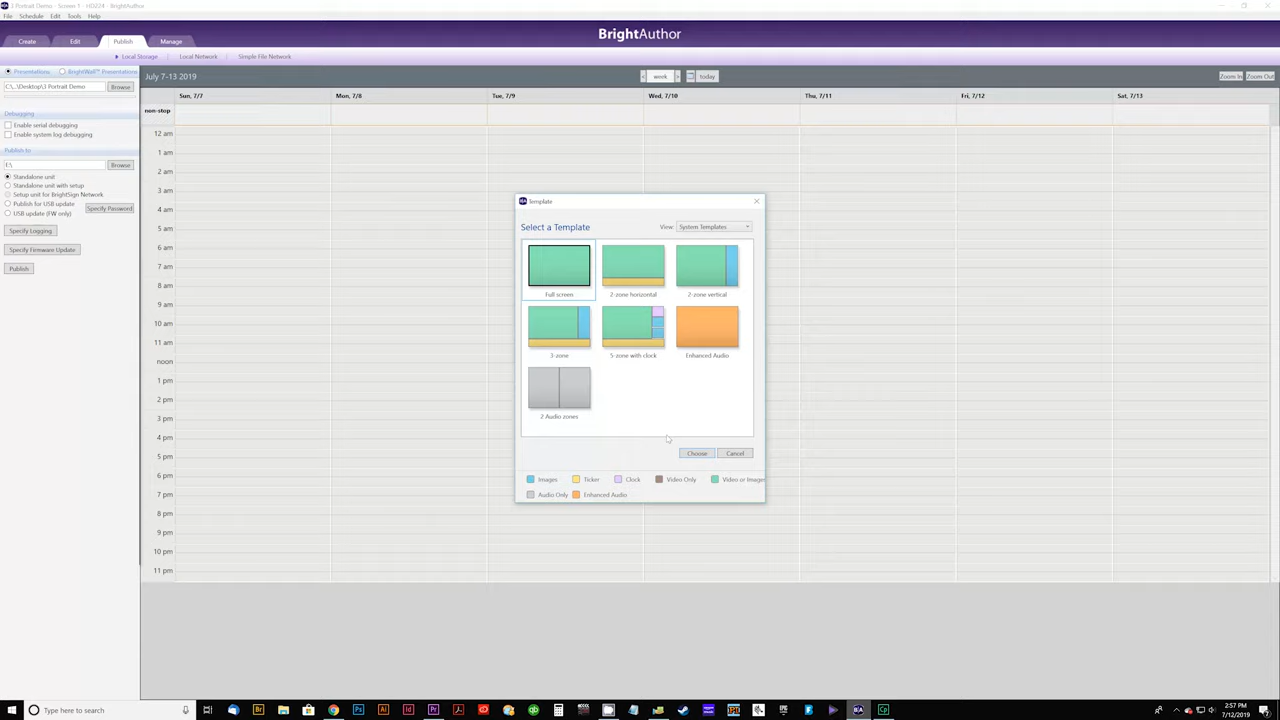 3 Portrait Demo - Screen 1 - HD224 - BrightAuthor
File Schedule Edit Tools Help
Create Edit Publish Manage
BrightAuthor
Local Storage Local Network Simple File Network
Presentations BrightWall™ Presentations
C:\...\Desktop\3 Portrait Demo Browse
Debugging
Enable serial debugging
Enable system log debugging
Publish to
E:\ Browse
Standalone unit
Standalone unit with setup
Setup unit for BrightSign Network
Publish for USB update
USB update (FW only)
Specify Password
Specify Logging
Specify Firmware Update
Publish
July 7-13 2019
< week > today
Zoom In Zoom Out
Sun, 7/7 Mon, 7/8 Tue, 7/9 Wed, 7/10 Thu, 7/11 Fri, 7/12 Sat, 7/13
non-stop
12 am
1 am
2 am
3 am
4 am
5 am
6 am
7 am
8 am
9 am
10 am
11 am
noon
1 pm
2 pm
3 pm
4 pm
5 pm
6 pm
7 pm
8 pm
9 pm
10 pm
11 pm
Template
Select a Template
View: System Templates
Full screen 2-zone horizontal 2-zone vertical
3-zone 5-zone with clock Enhanced Audio
2 Audio zones
Choose Cancel
Images Ticker Clock Video Only Video or Images
Audio Only Enhanced Audio
Type here to search
2:57 PM
7/12/2019